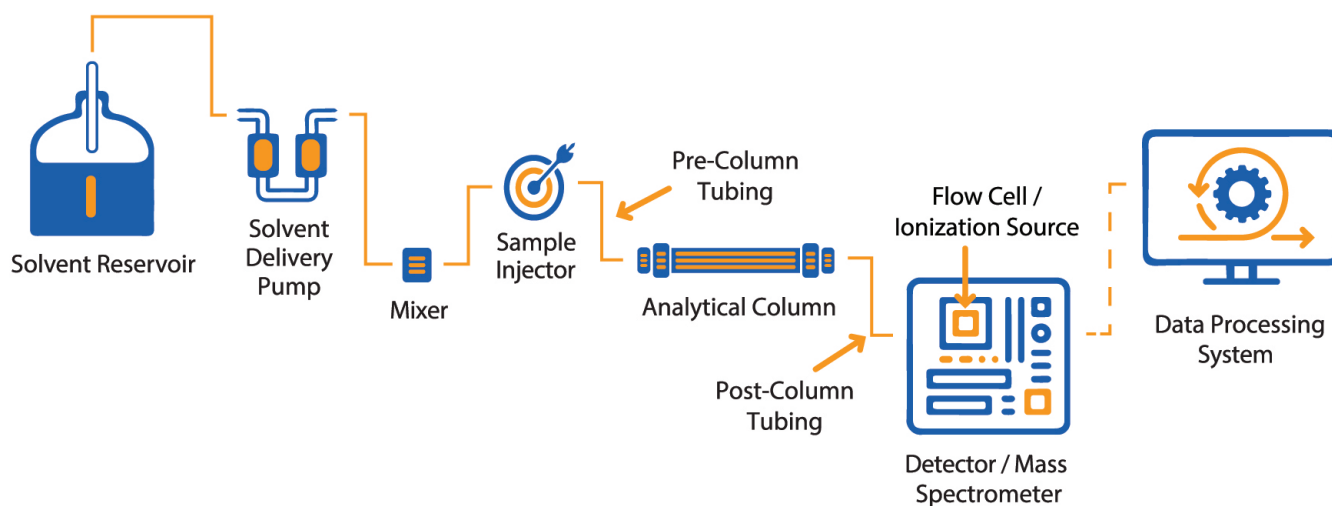 Solvent Reservoir
Solvent
Delivery
Pump
Mixer
Sample
Injector
Pre-Column
Tubing
Analytical Column
Post-Column
Tubing
Flow Cell /
Ionization Source
Detector / Mass
Spectrometer
Data Processing
System